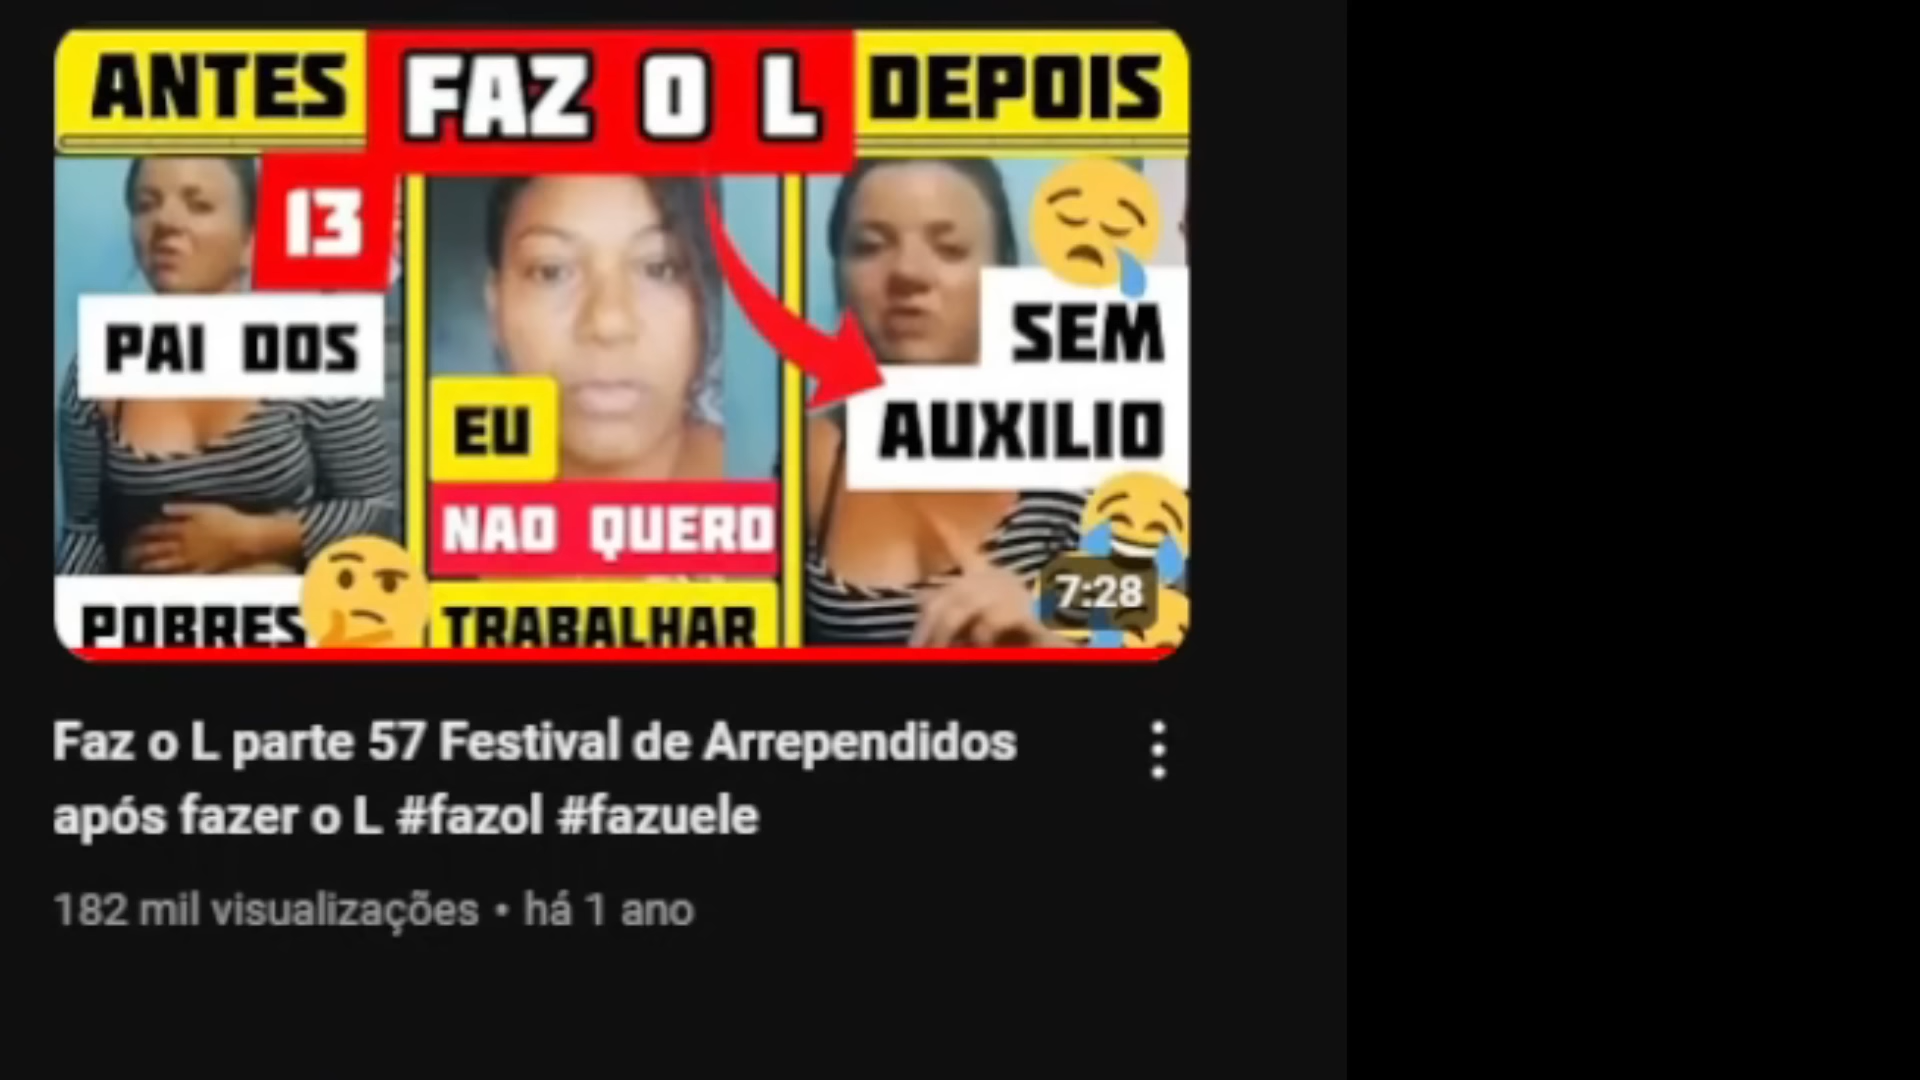 ANTES FAZ O L DEPOIS
13
PAI DOS
POBRES
EU
NAO QUERO
TRABALHAR
SEM
AUXILIO
7:28
Faz o L parte 57 Festival de Arrependidos
após fazer o L #fazol #fazuele
182 mil visualizações • há 1 ano